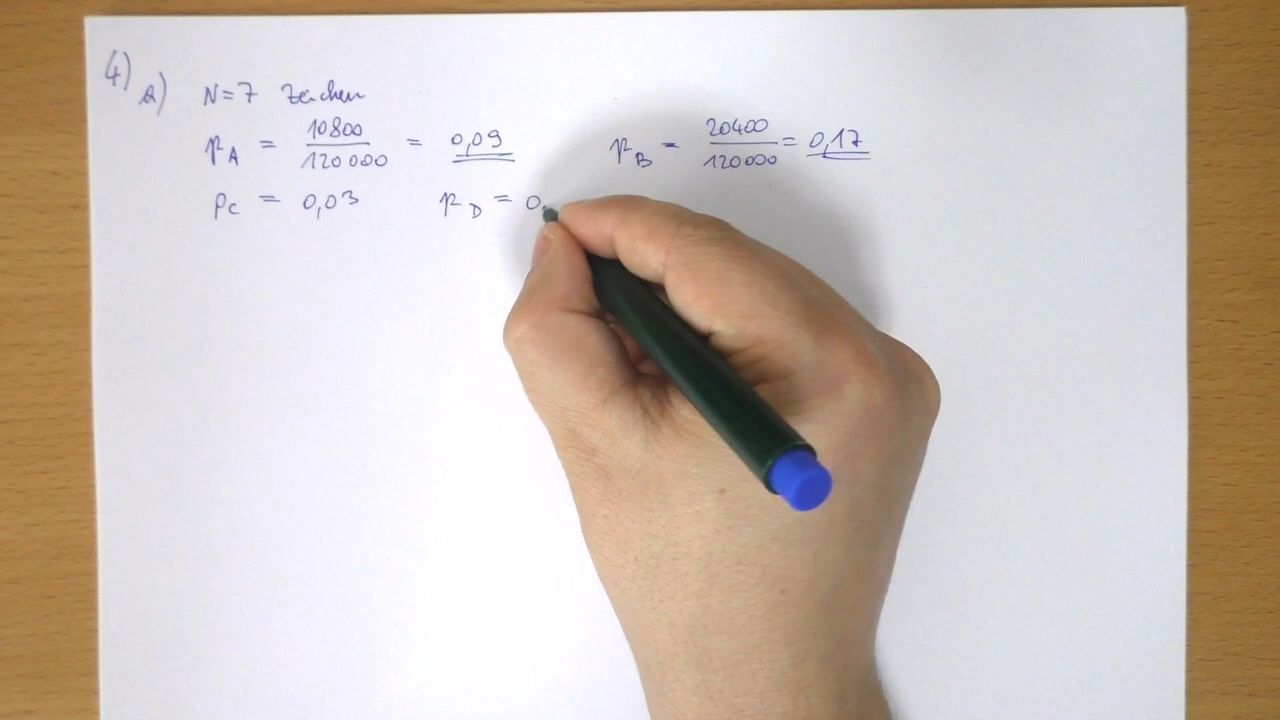 4) a) N=7 Zeichen
p_A = 10800/120000 = 0,09 p_B = 20400/120000 = 0,17
p_C = 0,03 p_D = 0,